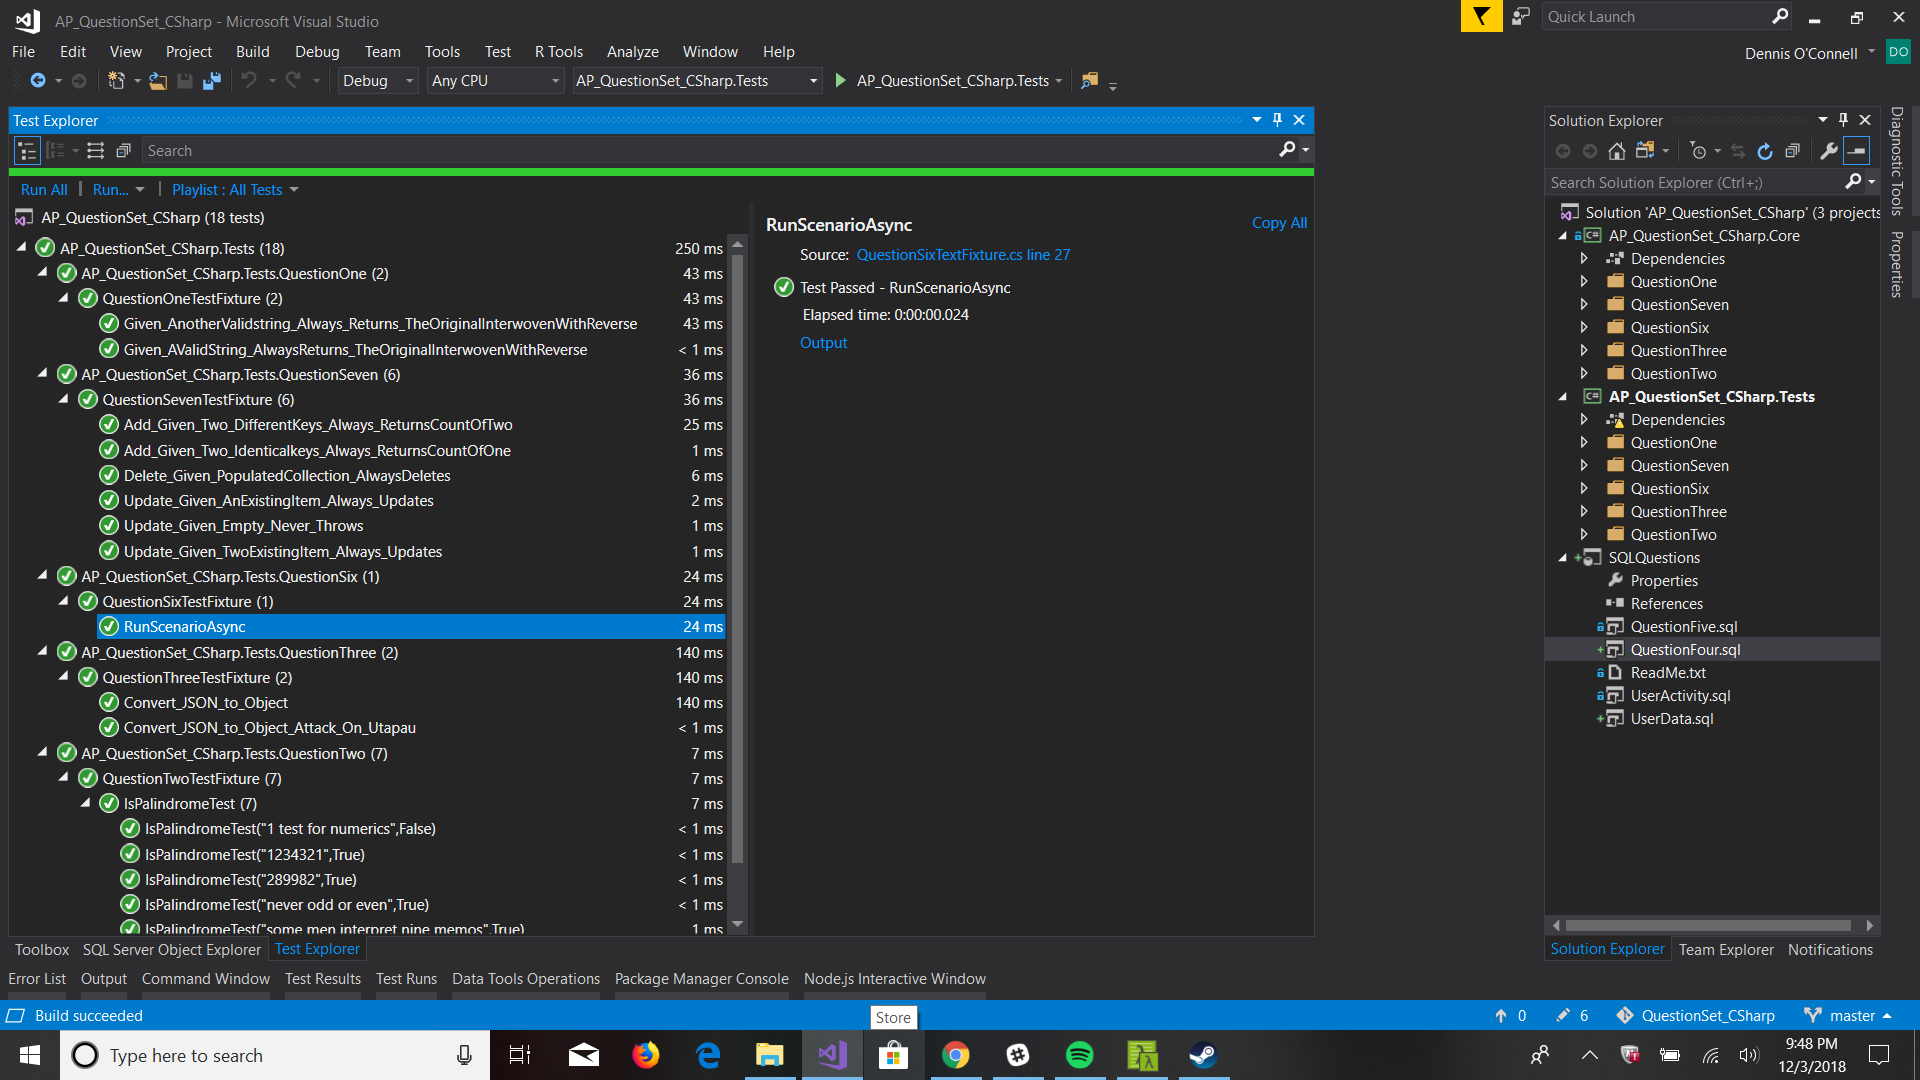 AP_QuestionSet_CSharp - Microsoft Visual Studio
Quick Launch
File Edit View Project Build Debug Team Tools Test R Tools Analyze Window Help
Dennis O'Connell DO
Debug Any CPU AP_QuestionSet_CSharp.Tests AP_QuestionSet_CSharp.Tests
Test Explorer
Search
Run All | Run... | Playlist : All Tests
AP_QuestionSet_CSharp (18 tests)
AP_QuestionSet_CSharp.Tests (18) 250 ms
AP_QuestionSet_CSharp.Tests.QuestionOne (2) 43 ms
QuestionOneTestFixture (2) 43 ms
Given_AnotherValidstring_Always_Returns_TheOriginalInterwovenWithReverse 43 ms
Given_AValidString_AlwaysReturns_TheOriginalInterwovenWithReverse < 1 ms
AP_QuestionSet_CSharp.Tests.QuestionSeven (6) 36 ms
QuestionSevenTestFixture (6) 36 ms
Add_Given_Two_DifferentKeys_Always_ReturnsCountOfTwo 25 ms
Add_Given_Two_Identicalkeys_Always_ReturnsCountOfOne 1 ms
Delete_Given_PopulatedCollection_AlwaysDeletes 6 ms
Update_Given_AnExistingItem_Always_Updates 2 ms
Update_Given_Empty_Never_Throws 1 ms
Update_Given_TwoExistingItem_Always_Updates 1 ms
AP_QuestionSet_CSharp.Tests.QuestionSix (1) 24 ms
QuestionSixTestFixture (1) 24 ms
RunScenarioAsync 24 ms
AP_QuestionSet_CSharp.Tests.QuestionThree (2) 140 ms
QuestionThreeTestFixture (2) 140 ms
Convert_JSON_to_Object 140 ms
Convert_JSON_to_Object_Attack_On_Utapau < 1 ms
AP_QuestionSet_CSharp.Tests.QuestionTwo (7) 7 ms
QuestionTwoTestFixture (7) 7 ms
IsPalindromeTest (7) 7 ms
IsPalindromeTest("1 test for numerics",False) < 1 ms
IsPalindromeTest("1234321",True) < 1 ms
IsPalindromeTest("289982",True) < 1 ms
IsPalindromeTest("never odd or even",True) < 1 ms
IsPalindromeTest("some men interpret nine memos",True) 1 ms
RunScenarioAsync Copy All
Source: QuestionSixTextFixture.cs line 27
Test Passed - RunScenarioAsync
Elapsed time: 0:00:00.024
Output
Solution Explorer
Search Solution Explorer (Ctrl+;)
Solution 'AP_QuestionSet_CSharp' (3 projects
C# AP_QuestionSet_CSharp.Core
Dependencies
QuestionOne
QuestionSeven
QuestionSix
QuestionThree
QuestionTwo
C# AP_QuestionSet_CSharp.Tests
Dependencies
QuestionOne
QuestionSeven
QuestionSix
QuestionThree
QuestionTwo
SQLQuestions
Properties
References
QuestionFive.sql
QuestionFour.sql
ReadMe.txt
UserActivity.sql
UserData.sql
Diagnostic Tools
Properties
Toolbox SQL Server Object Explorer Test Explorer
Solution Explorer Team Explorer Notifications
Error List Output Command Window Test Results Test Runs Data Tools Operations Package Manager Console Node.js Interactive Window
Build succeeded
Store
0 6 QuestionSet_CSharp master
Type here to search
9:48 PM
12/3/2018